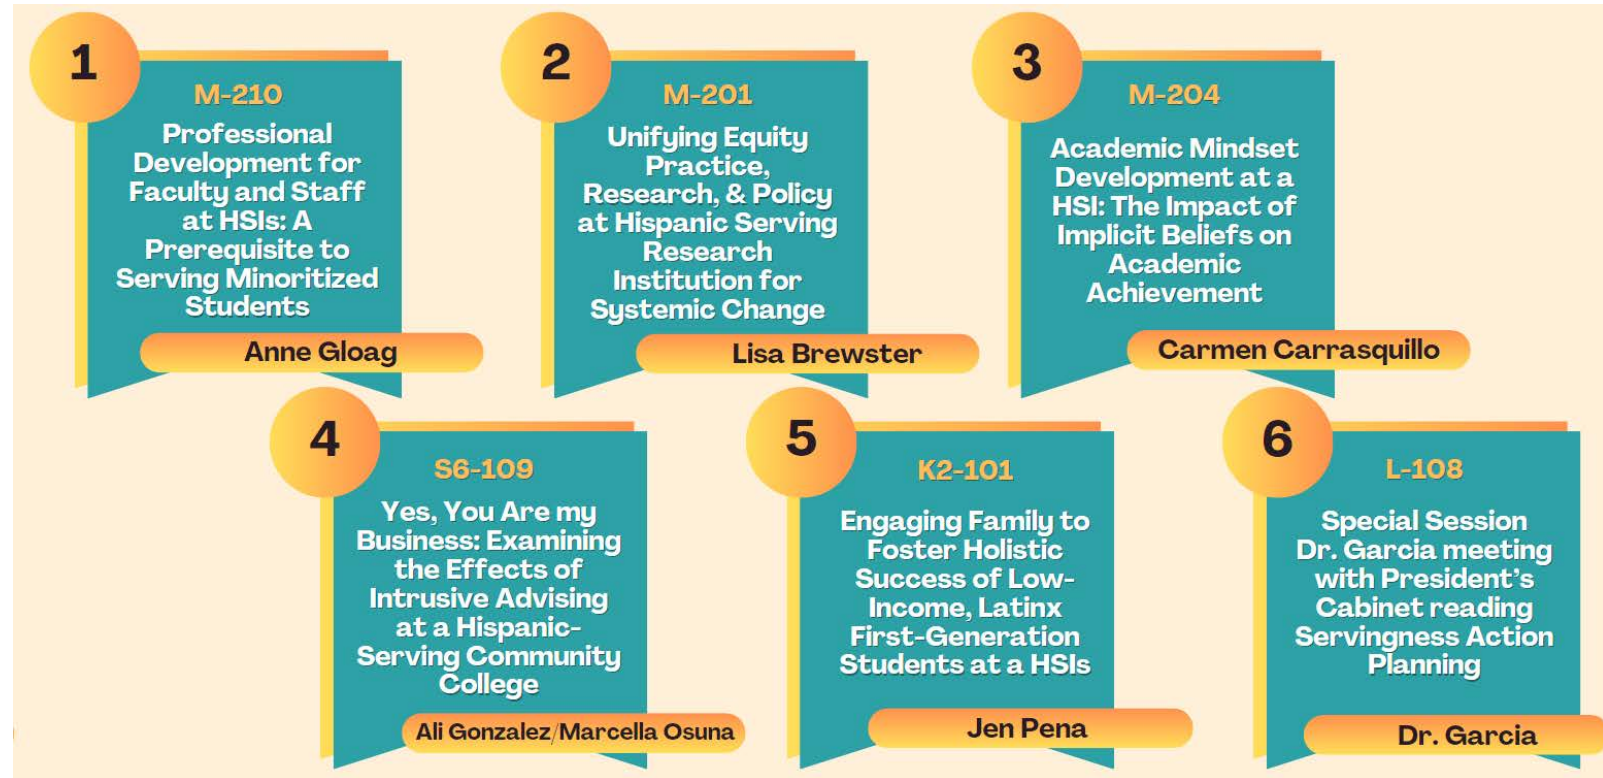 1
M-210
Professional
Development for
Faculty and Staff
at HSIs: A
Prerequisite to
Serving Minoritized
Students
Anne Gloag
2
M-201
Unifying Equity
Practice,
Research, & Policy
at Hispanic Serving
Research
Institution for
Systemic Change
Lisa Brewster
3
M-204
Academic Mindset
Development at a
HSI: The Impact of
Implicit Beliefs on
Academic
Achievement
Carmen Carrasquillo
4
S6-109
Yes, You Are my
Business: Examining
the Effects of
Intrusive Advising
at a Hispanic-
Serving Community
College
Ali Gonzalez/Marcella Osuna
5
K2-101
Engaging Family to
Foster Holistic
Success of Low-
Income, Latinx
First-Generation
Students at a HSIs
Jen Pena
6
L-108
Special Session
Dr. Garcia meeting
with President’s
Cabinet reading
Servingness Action
Planning
Dr. Garcia